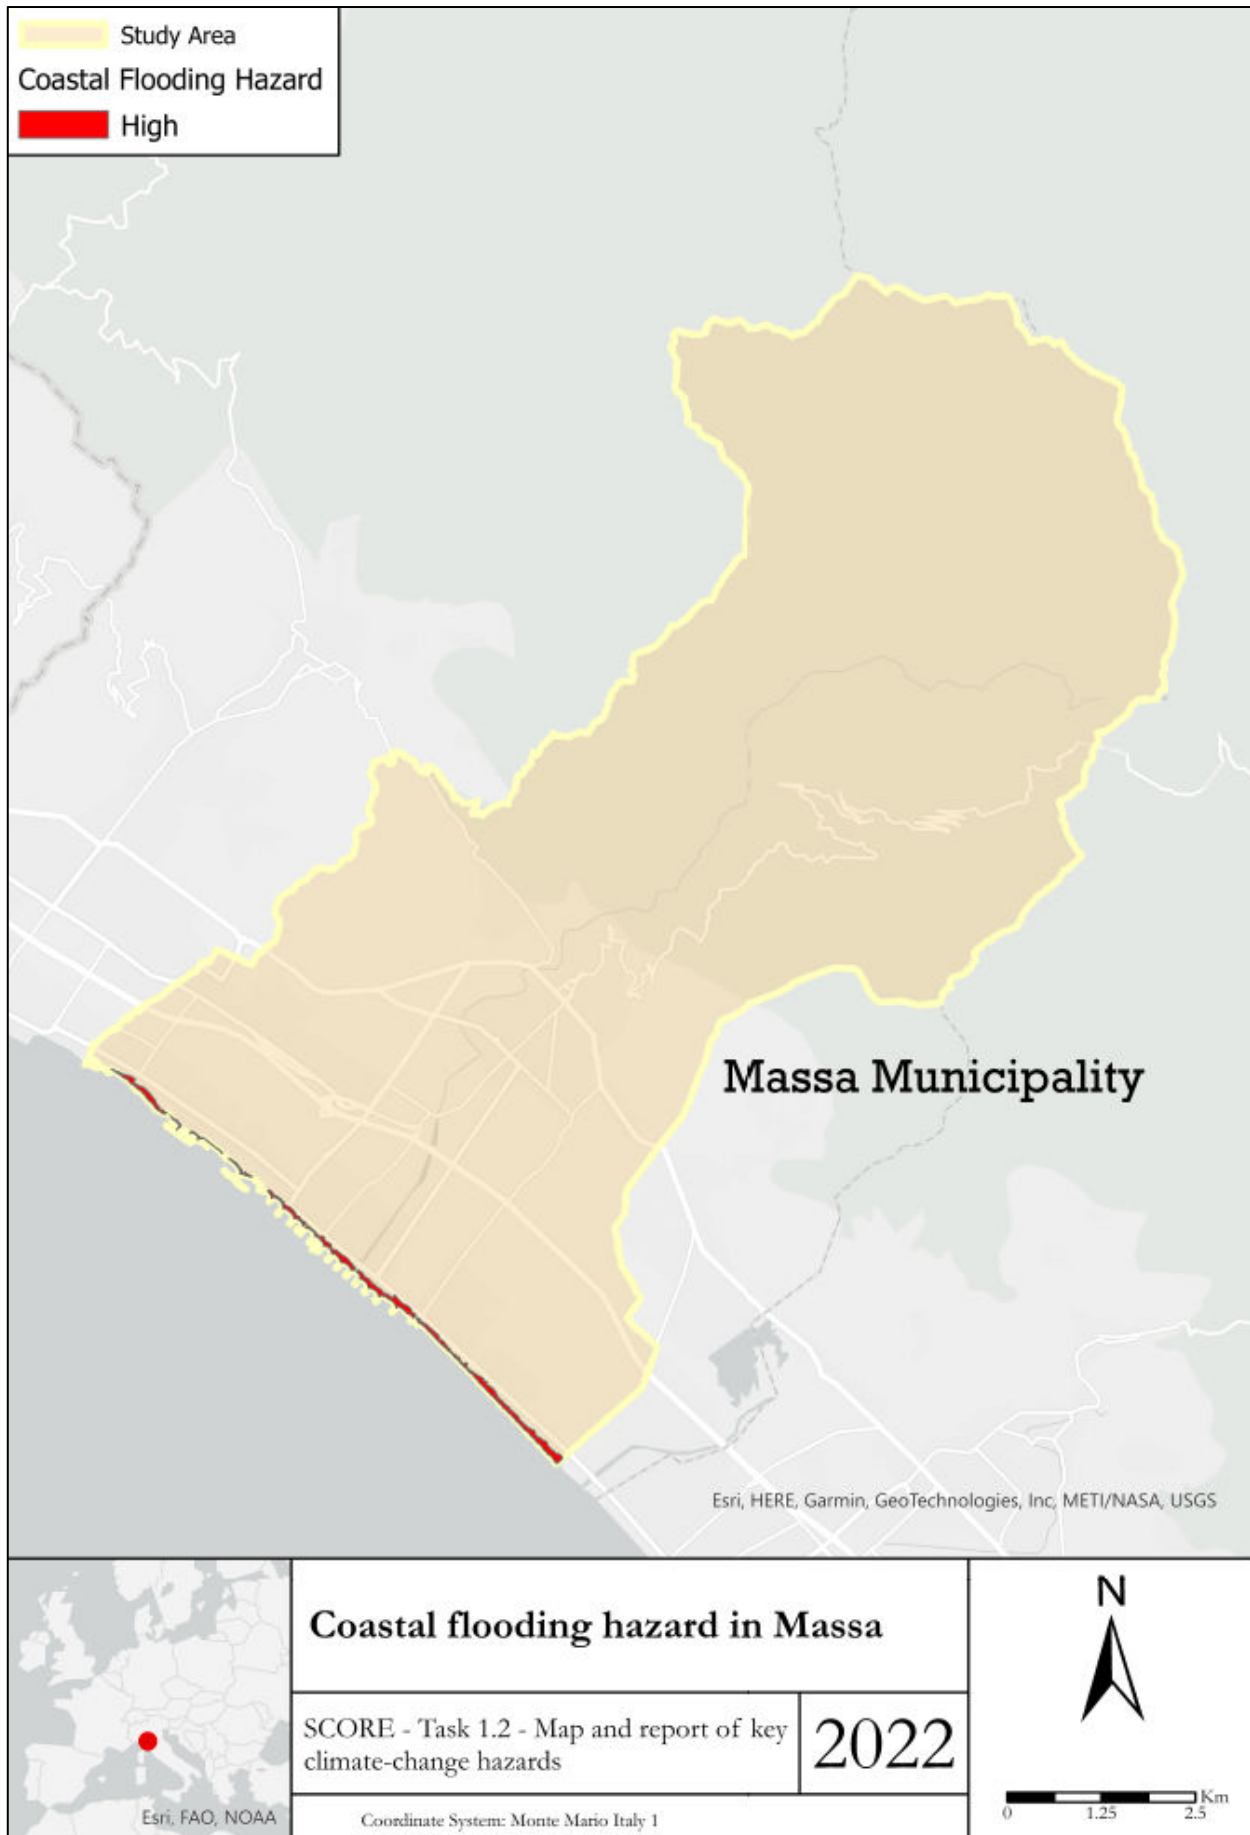 Study Area
Coastal Flooding Hazard
High
Massa Municipality
Esri, HERE, Garmin, GeoTechnologies, Inc, METI/NASA, USGS
Esri, FAO, NOAA
Coastal flooding hazard in Massa
SCORE - Task 1.2 - Map and report of key
climate-change hazards
2022
Coordinate System: Monte Mario Italy 1
N
Km
0 1.25 2.5